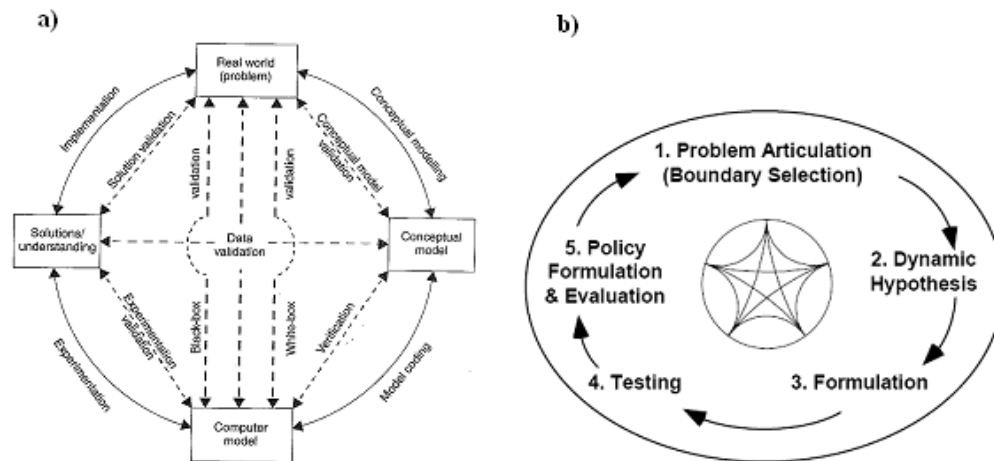 a)
Real world
(problem)
Implementation
Solution validation
validation
validation
Conceptual model
validation
Conceptual modelling
Solutions/
understanding
Data
validation
Conceptual
model
Experimentation
Experimentation
validation
Black-box
White-box
Verification
Model coding
Computer
model
b)
1. Problem Articulation
(Boundary Selection)
2. Dynamic
Hypothesis
3. Formulation
4. Testing
5. Policy
Formulation
& Evaluation